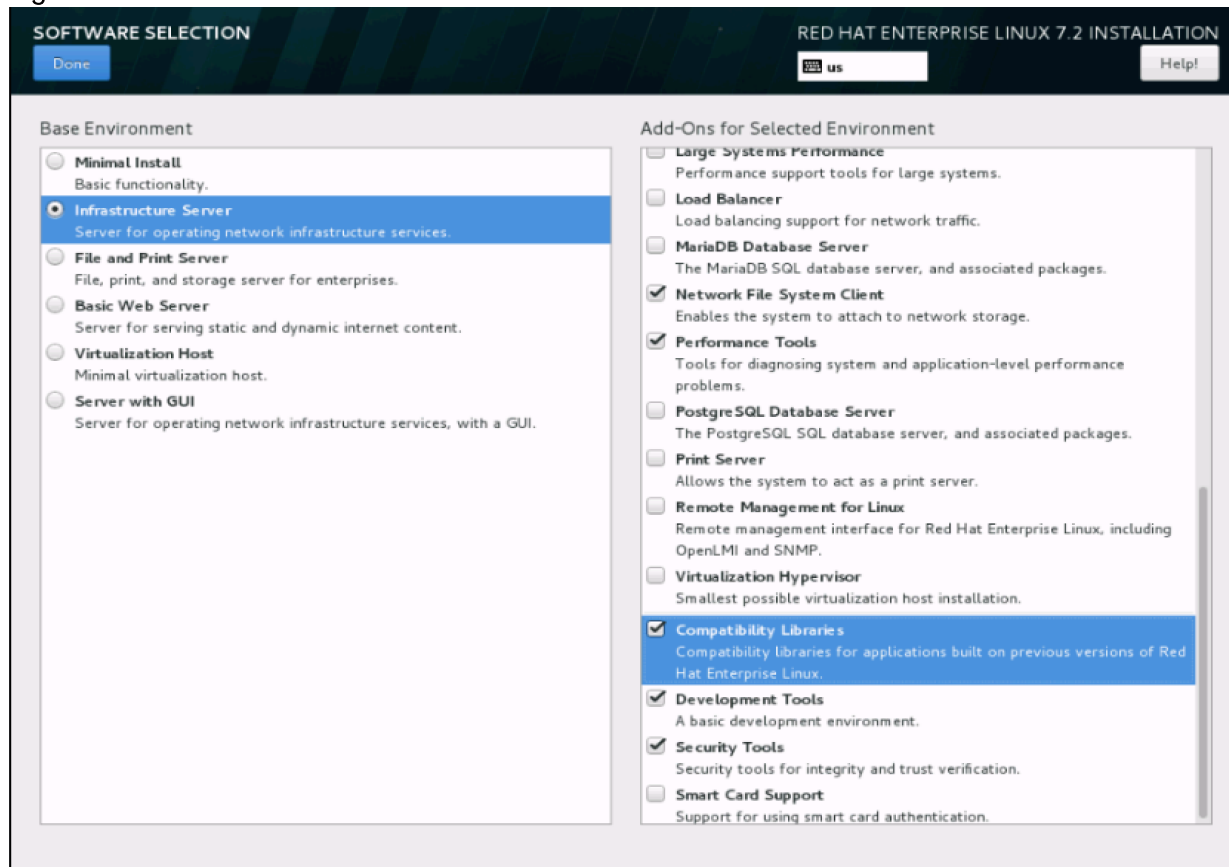 SOFTWARE SELECTION
Done
RED HAT ENTERPRISE LINUX 7.2 INSTALLATION
us
Help!
Base Environment
Minimal Install
Basic functionality.
Infrastructure Server
Server for operating network infrastructure services.
File and Print Server
File, print, and storage server for enterprises.
Basic Web Server
Server for serving static and dynamic internet content.
Virtualization Host
Minimal virtualization host.
Server with GUI
Server for operating network infrastructure services, with a GUI.
Add-Ons for Selected Environment
Large Systems Performance
Performance support tools for large systems.
Load Balancer
Load balancing support for network traffic.
MariaDB Database Server
The MariaDB SQL database server, and associated packages.
Network File System Client
Enables the system to attach to network storage.
Performance Tools
Tools for diagnosing system and application-level performance
problems.
PostgreSQL Database Server
The PostgreSQL SQL database server, and associated packages.
Print Server
Allows the system to act as a print server.
Remote Management for Linux
Remote management interface for Red Hat Enterprise Linux, including
OpenLMI and SNMP.
Virtualization Hypervisor
Smallest possible virtualization host installation.
Compatibility Libraries
Compatibility libraries for applications built on previous versions of Red
Hat Enterprise Linux.
Development Tools
A basic development environment.
Security Tools
Security tools for integrity and trust verification.
Smart Card Support
Support for using smart card authentication.